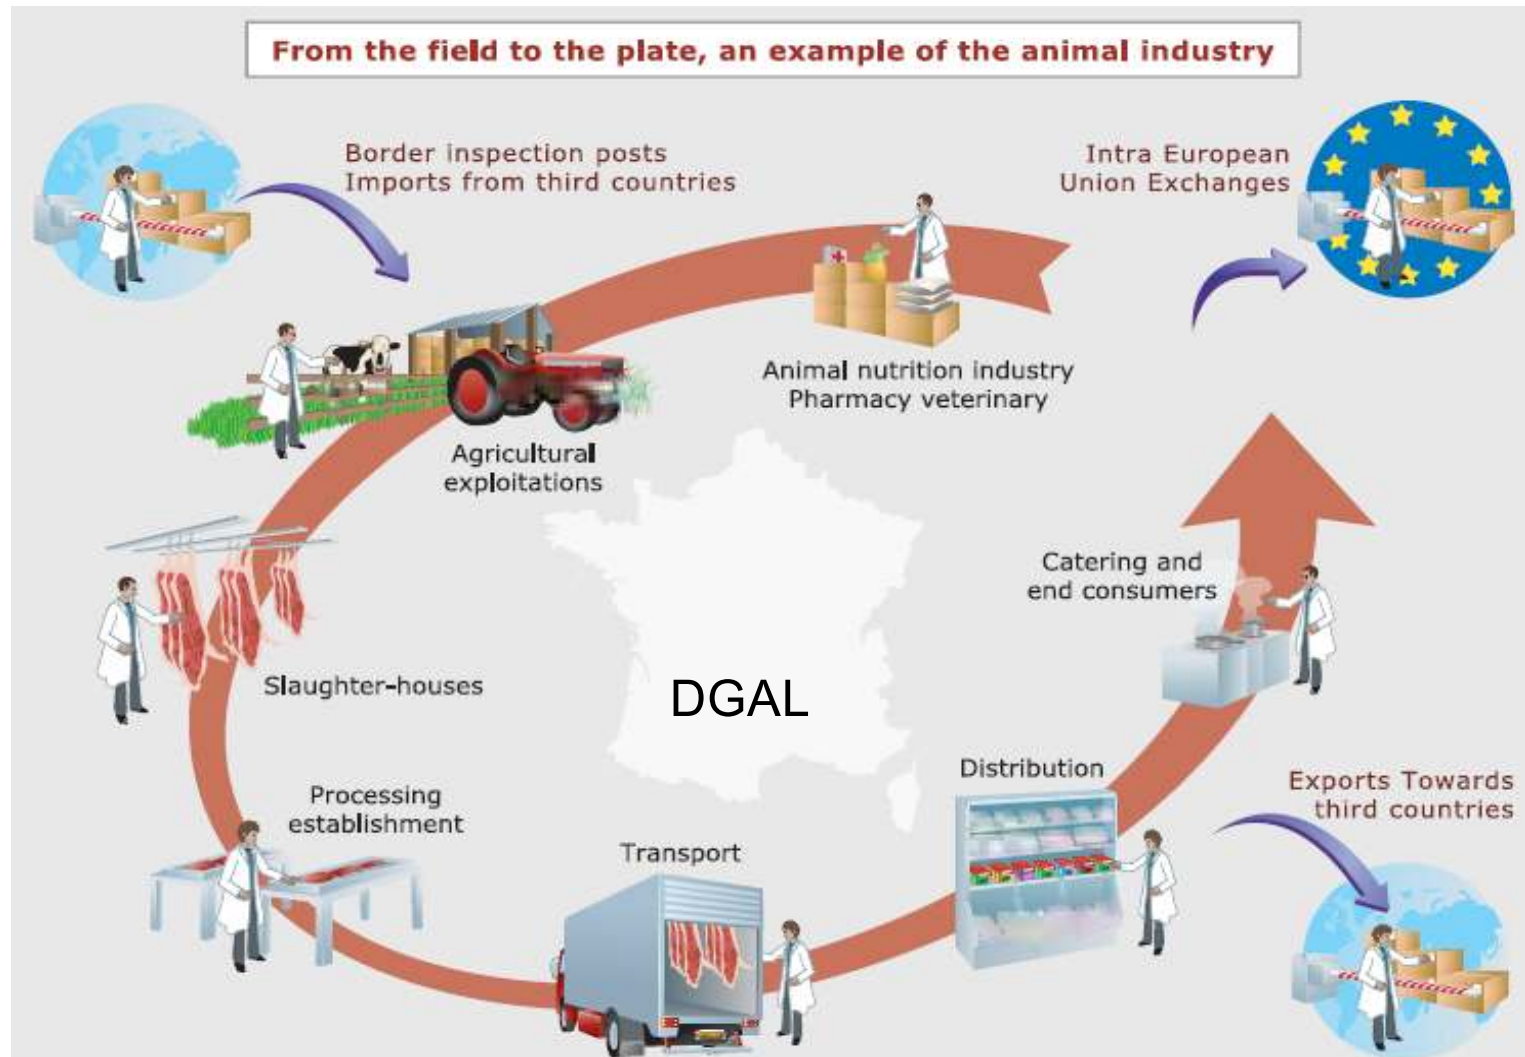 From the field to the plate, an example of the animal industry
Border inspection posts
Imports from third countries
Intra European
Union Exchanges
Animal nutrition industry
Pharmacy veterinary
Agricultural
exploitations
Slaughter-houses
Processing
establishment
Transport
Distribution
Catering and
end consumers
Exports Towards
third countries
DGAL